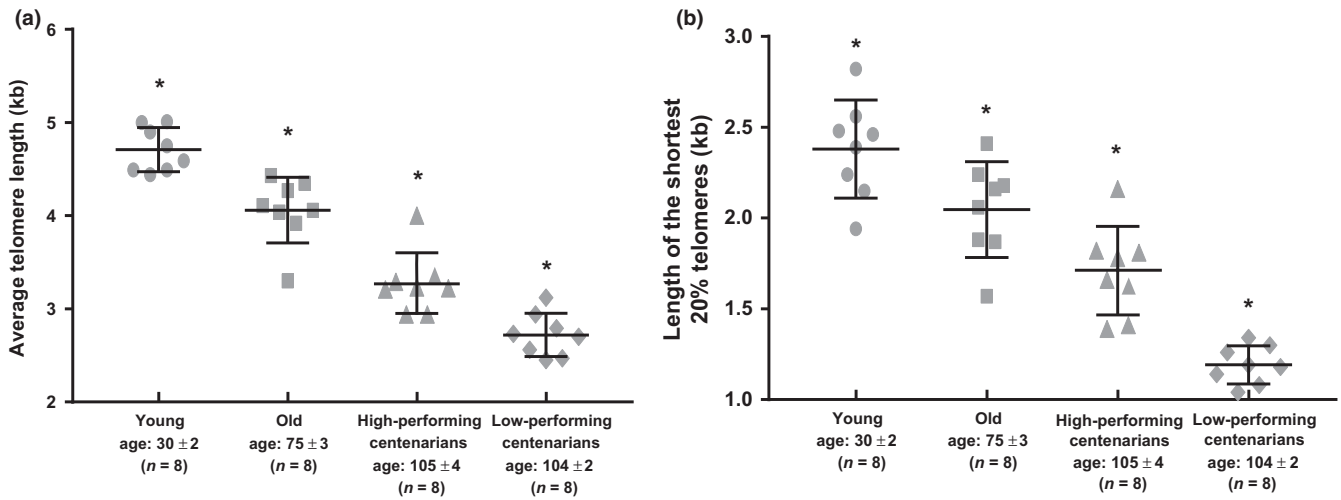 (a)
Average telomere length (kb)
6
5
4
3
2
*
*
*
*
Young
age: 30 ±2
(n = 8)
Old
age: 75 ±3
(n = 8)
High-performing
centenarians
age: 105 ±4
(n = 8)
Low-performing
centenarians
age: 104 ±2
(n = 8)
(b)
Length of the shortest
20% telomeres (kb)
3.0
2.5
2.0
1.5
1.0
*
*
*
*
Young
age: 30 ±2
(n = 8)
Old
age: 75 ±3
(n = 8)
High-performing
centenarians
age: 105 ±4
(n = 8)
Low-performing
centenarians
age: 104 ±2
(n = 8)